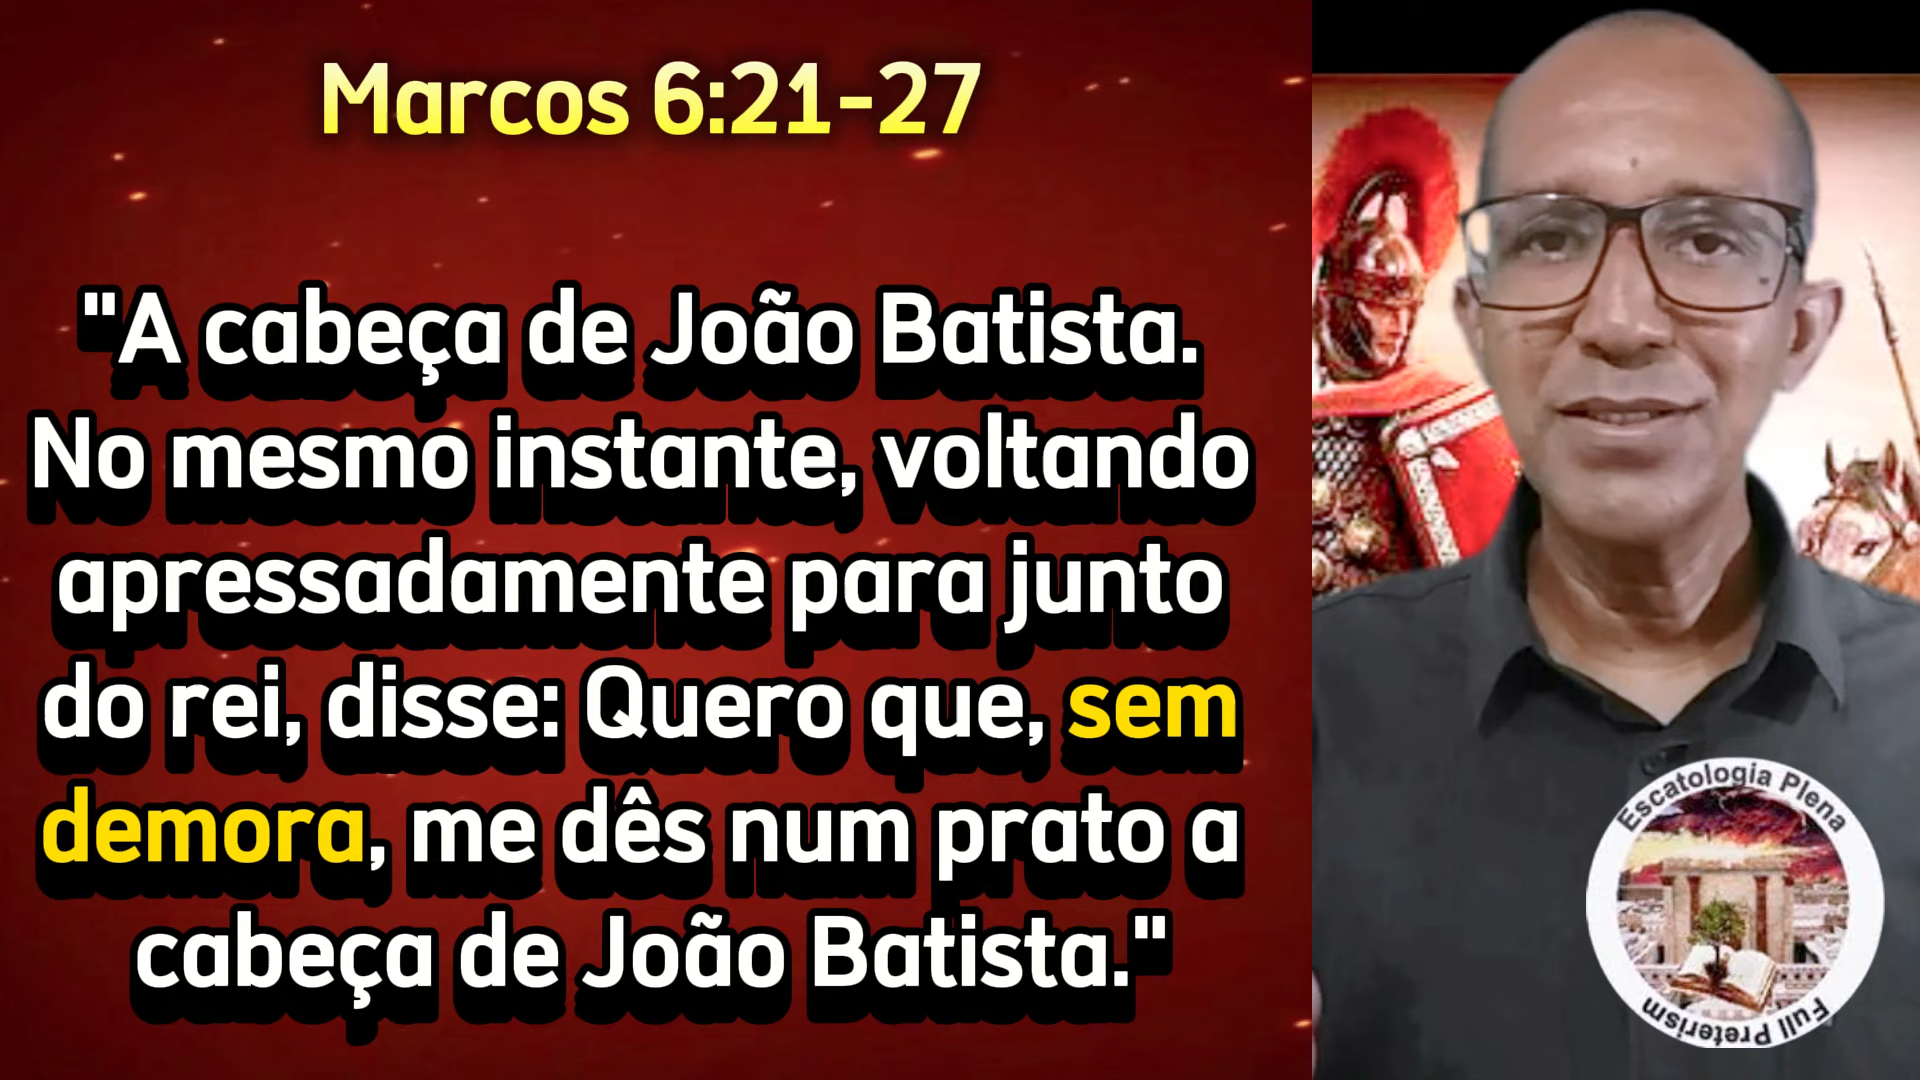 Marcos 6:21-27
"A cabeça de João Batista.
No mesmo instante, voltando
apressadamente para junto
do rei, disse: Quero que, sem
demora, me dês num prato a
cabeça de João Batista."
Escatologia Plena
Full Preterism